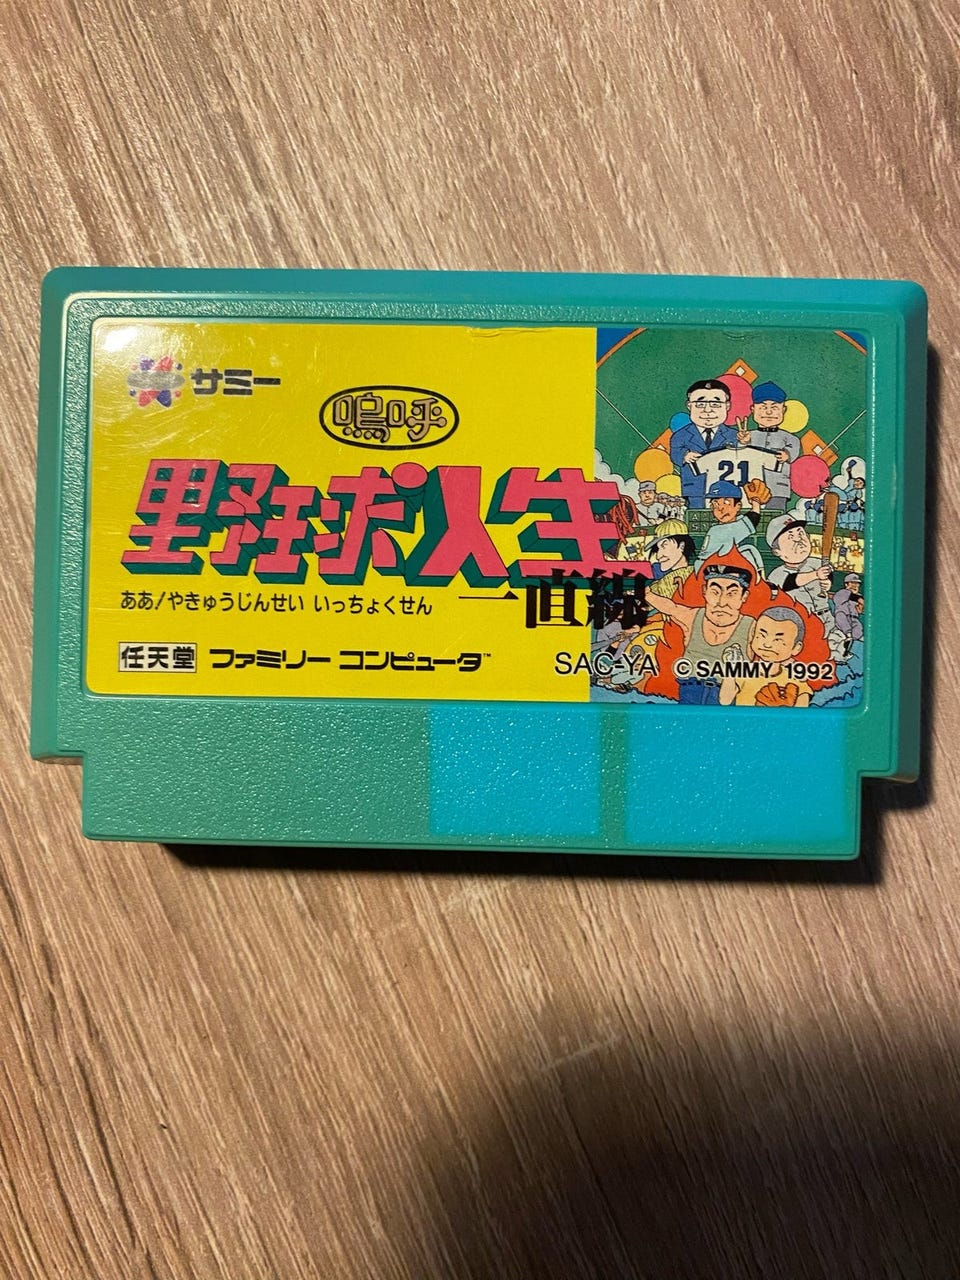 サミー
嗚呼
野球人生
一直線
ああ!やきゅうじんせい いっちょくせん
任天堂 ファミリー コンピュータ™
SAC-YA © SAMMY 1992
21